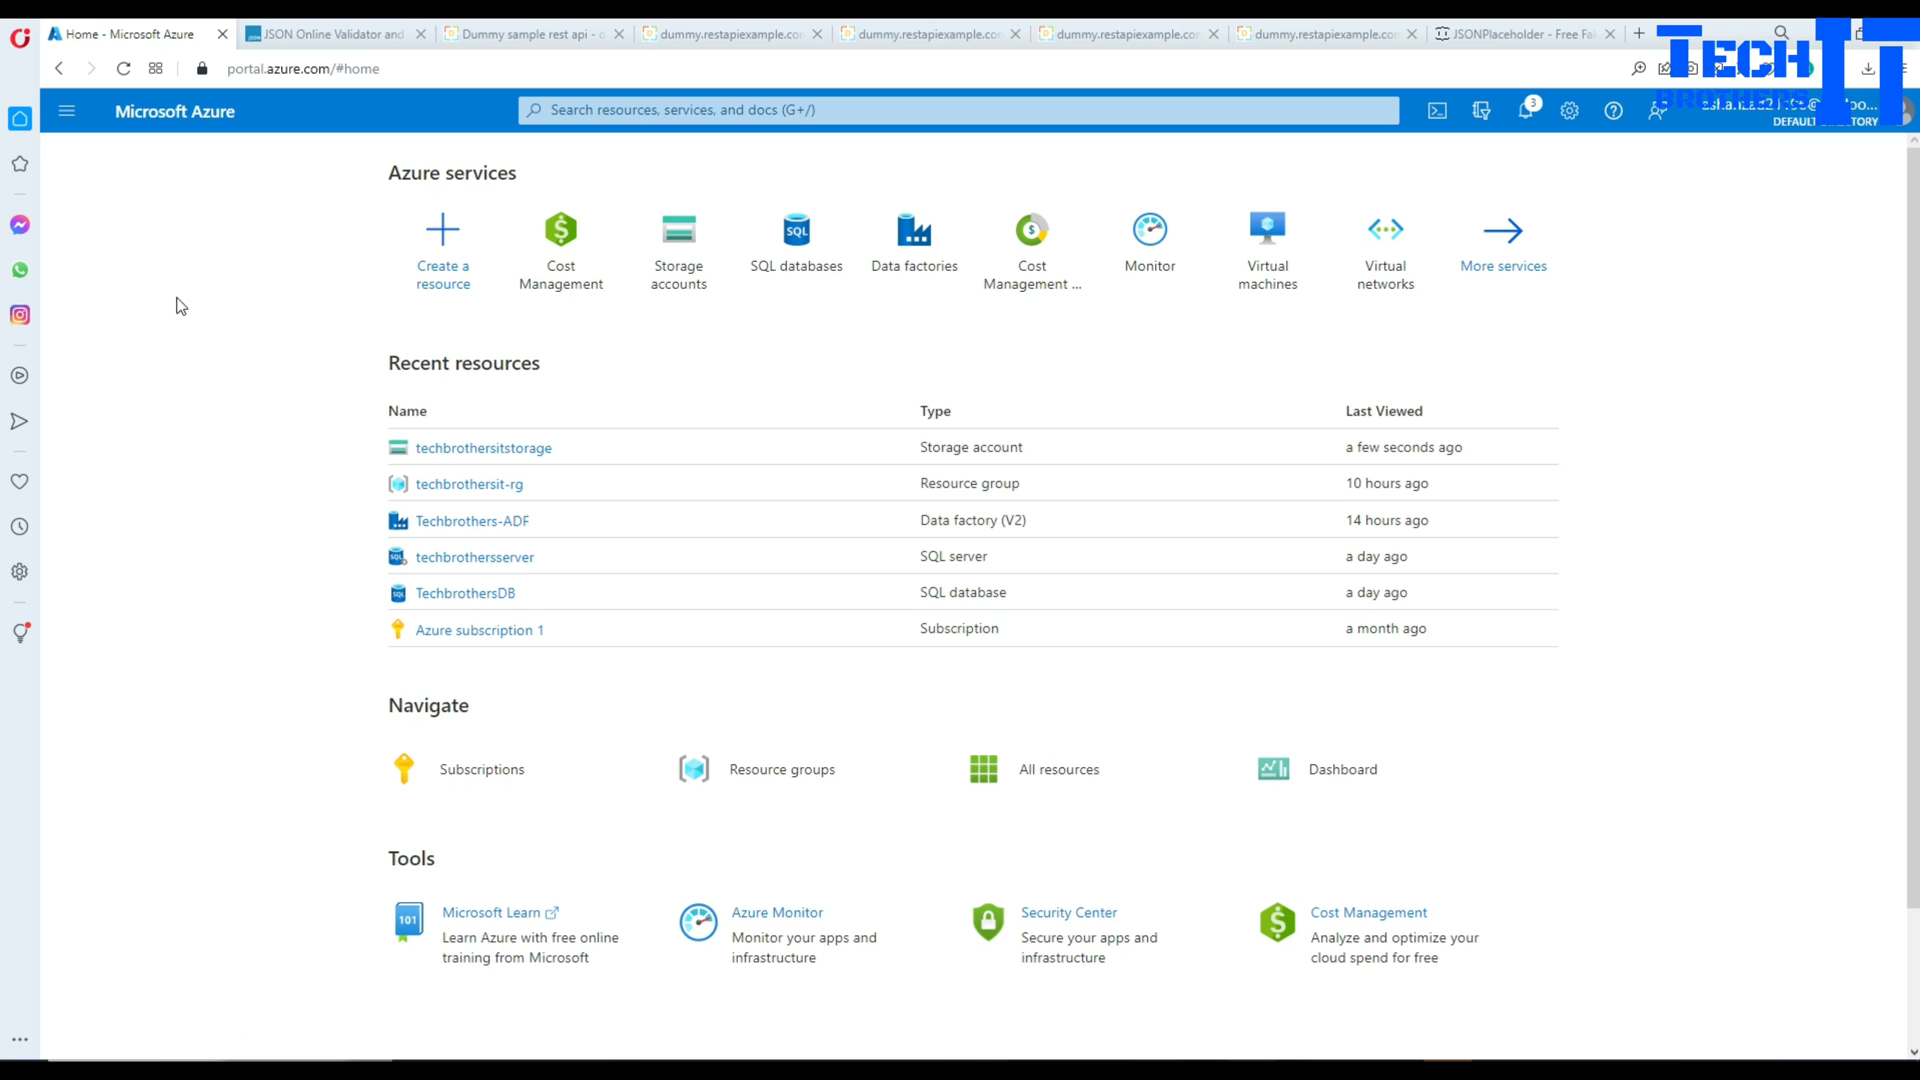 Home - Microsoft Azure
JSON Online Validator and
Dummy sample rest api - d
dummy.restapiexample.co
dummy.restapiexample.co
dummy.restapiexample.co
dummy.restapiexample.co
JSONPlaceholder - Free Fa
portal.azure.com/#home
TECH IT
BROTHERS
Microsoft Azure
Search resources, services, and docs (G+/)
3
DEFAULT DIRECTORY
Azure services
Create a resource
Cost Management
Storage accounts
SQL
SQL databases
Data factories
Cost Management ...
Monitor
Virtual machines
Virtual networks
More services
Recent resources
Name Type Last Viewed
techbrothersitstorage Storage account a few seconds ago
techbrothersit-rg Resource group 10 hours ago
Techbrothers-ADF Data factory (V2) 14 hours ago
techbrothersserver SQL server a day ago
TechbrothersDB SQL database a day ago
Azure subscription 1 Subscription a month ago
Navigate
Subscriptions
Resource groups
All resources
Dashboard
Tools
101
Microsoft Learn
Learn Azure with free online
training from Microsoft
Azure Monitor
Monitor your apps and
infrastructure
Security Center
Secure your apps and
infrastructure
Cost Management
Analyze and optimize your
cloud spend for free